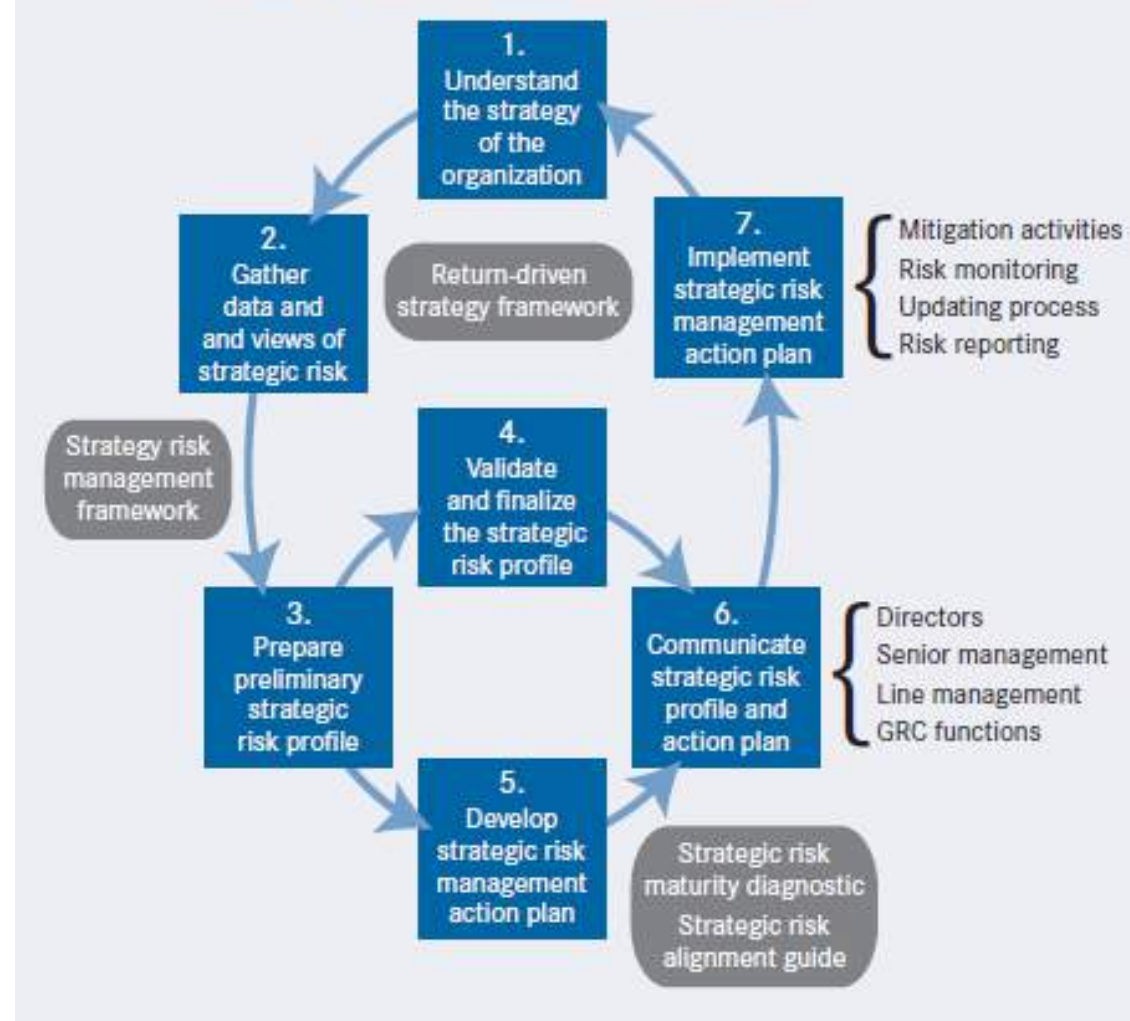 1.
Understand
the strategy
of the
organization
2.
Gather
data and
and views of
strategic risk
Return-driven
strategy framework
7.
Implement
strategic risk
management
action plan
Mitigation activities
Risk monitoring
Updating process
Risk reporting
Strategy risk
management
framework
4.
Validate
and finalize
the strategic
risk profile
3.
Prepare
preliminary
strategic
risk profile
6.
Communicate
strategic risk
profile and
action plan
Directors
Senior management
Line management
GRC functions
5.
Develop
strategic risk
management
action plan
Strategic risk
maturity diagnostic
Strategic risk
alignment guide